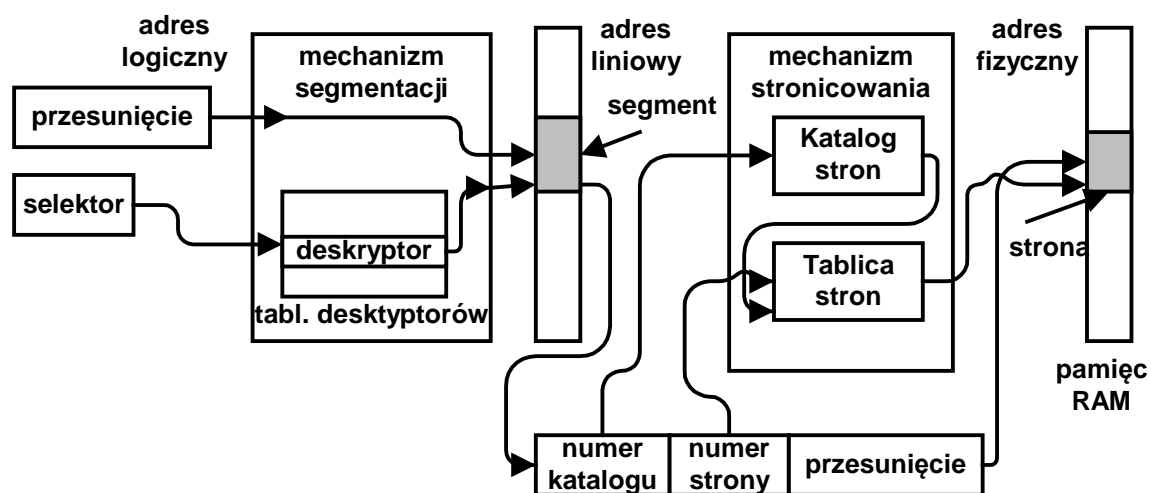 adres
logiczny
mechanizm
segmentacji
przesunięcie
selektor
deskryptor
tabl. desktyptorów
adres
liniowy
segment
mechanizm
stronicowania
Katalog
stron
Tablica
stron
adres
fizyczny
strona
pamięc
RAM
numer
katalogu
numer
strony
przesunięcie